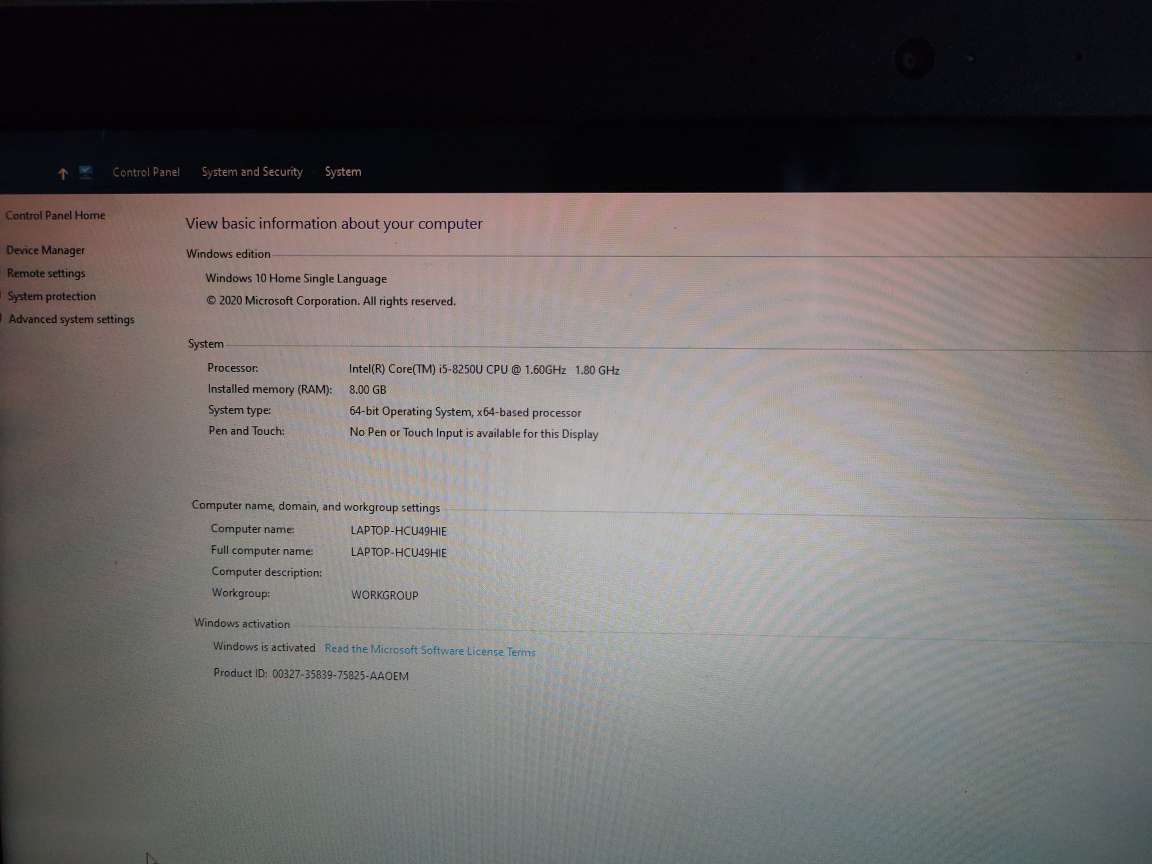 Control Panel System and Security System
Control Panel Home
Device Manager
Remote settings
System protection
Advanced system settings
View basic information about your computer
Windows edition
Windows 10 Home Single Language
© 2020 Microsoft Corporation. All rights reserved.
System
Processor: Intel(R) Core(TM) i5-8250U CPU @ 1.60GHz 1.80 GHz
Installed memory (RAM): 8.00 GB
System type: 64-bit Operating System, x64-based processor
Pen and Touch: No Pen or Touch Input is available for this Display
Computer name, domain, and workgroup settings
Computer name: LAPTOP-HCU49HIE
Full computer name: LAPTOP-HCU49HIE
Computer description:
Workgroup: WORKGROUP
Windows activation
Windows is activated Read the Microsoft Software License Terms
Product ID: 00327-35839-75825-AAOEM